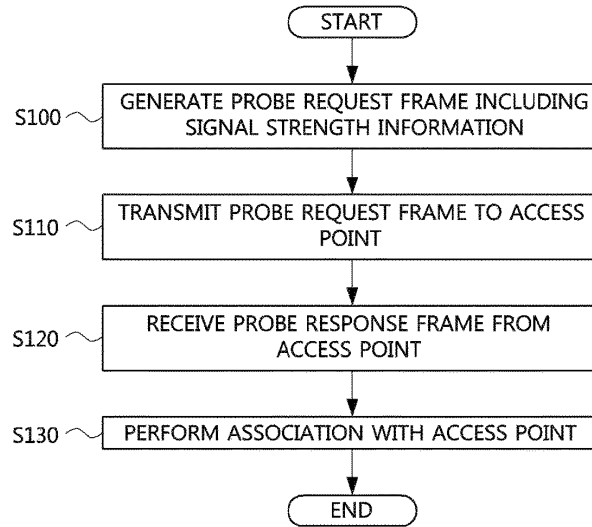 START
S100
GENERATE PROBE REQUEST FRAME INCLUDING
SIGNAL STRENGTH INFORMATION
S110
TRANSMIT PROBE REQUEST FRAME TO ACCESS
POINT
S120
RECEIVE PROBE RESPONSE FRAME FROM
ACCESS POINT
S130
PERFORM ASSOCIATION WITH ACCESS POINT
END